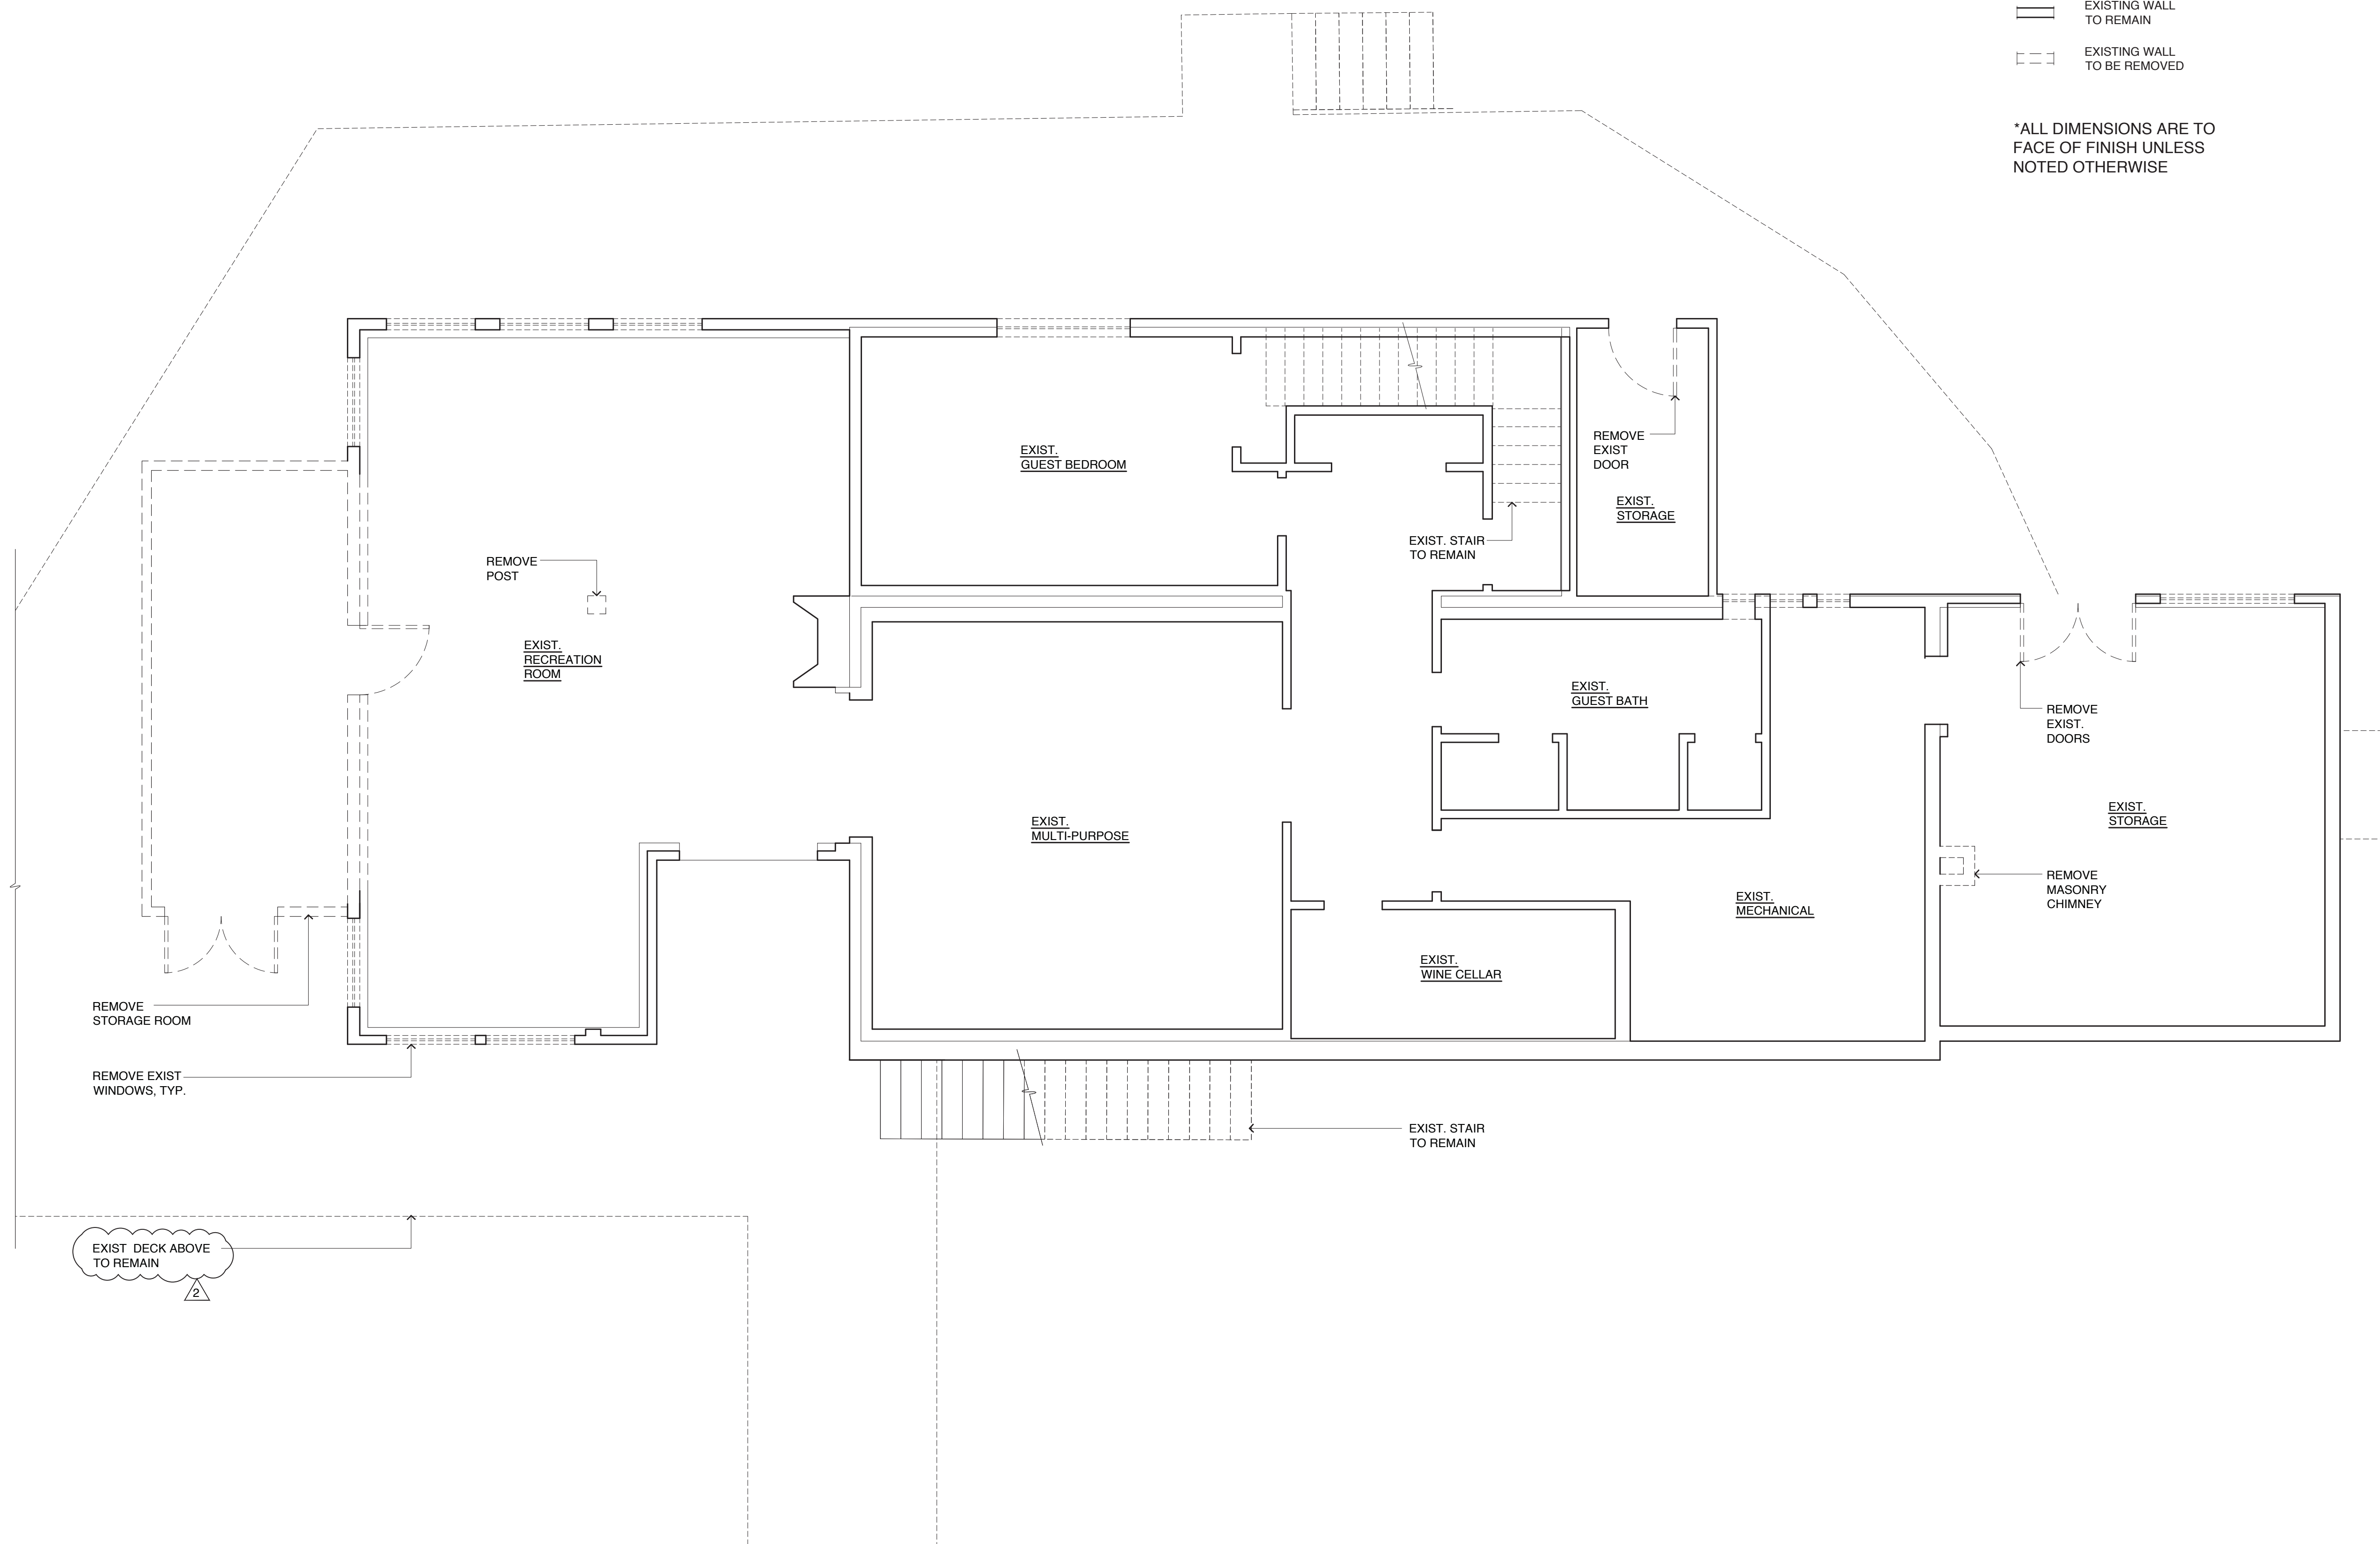 EXISTING WALL
TO REMAIN
EXISTING WALL
TO BE REMOVED
*ALL DIMENSIONS ARE TO
FACE OF FINISH UNLESS
NOTED OTHERWISE
EXIST.
GUEST BEDROOM
REMOVE
EXIST
DOOR
EXIST.
STORAGE
EXIST. STAIR
TO REMAIN
REMOVE
POST
EXIST.
RECREATION
ROOM
EXIST.
GUEST BATH
REMOVE
EXIST.
DOORS
EXIST.
MULTI-PURPOSE
EXIST.
STORAGE
REMOVE
MASONRY
CHIMNEY
EXIST.
MECHANICAL
EXIST.
WINE CELLAR
REMOVE
STORAGE ROOM
REMOVE EXIST
WINDOWS, TYP.
EXIST. STAIR
TO REMAIN
EXIST DECK ABOVE
TO REMAIN
2